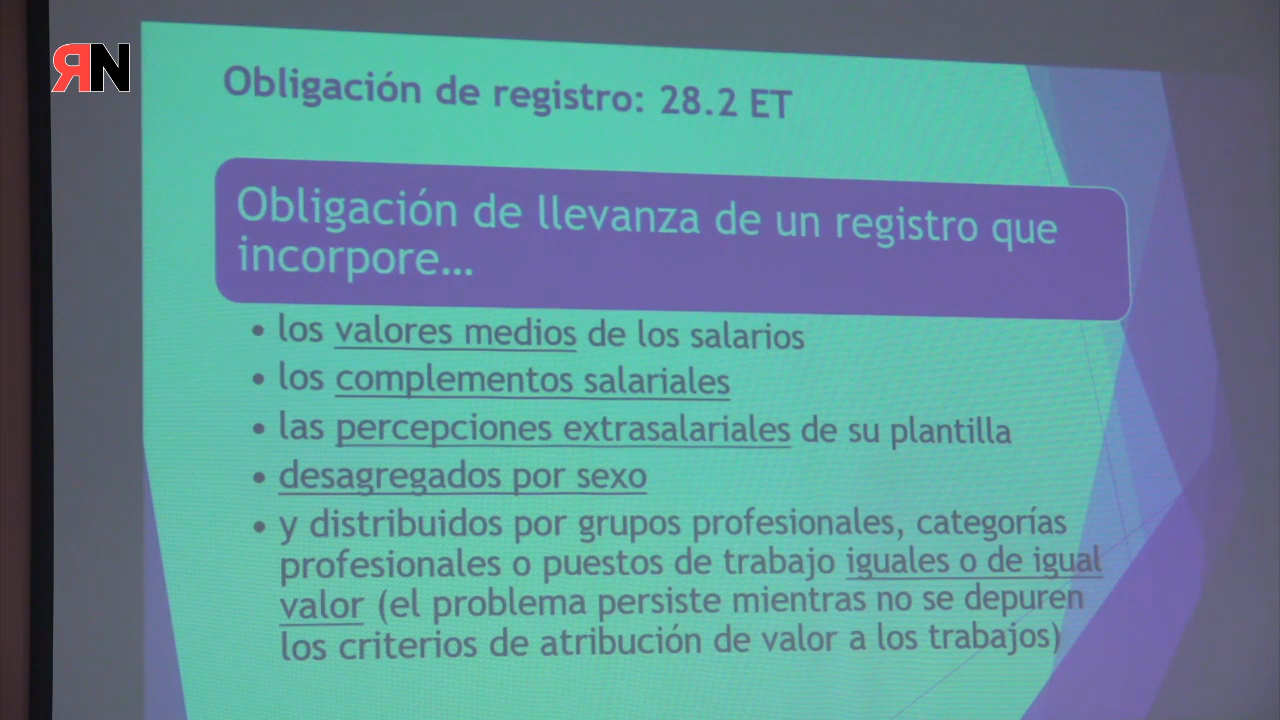 ЯN
Obligación de registro: 28.2 ET
Obligación de llevanza de un registro que
incorpore…
• los valores medios de los salarios
• los complementos salariales
• las percepciones extrasalariales de su plantilla
• desagregados por sexo
• y distribuidos por grupos profesionales, categorías
profesionales o puestos de trabajo iguales o de igual
valor (el problema persiste mientras no se depuren
los criterios de atribución de valor a los trabajos)